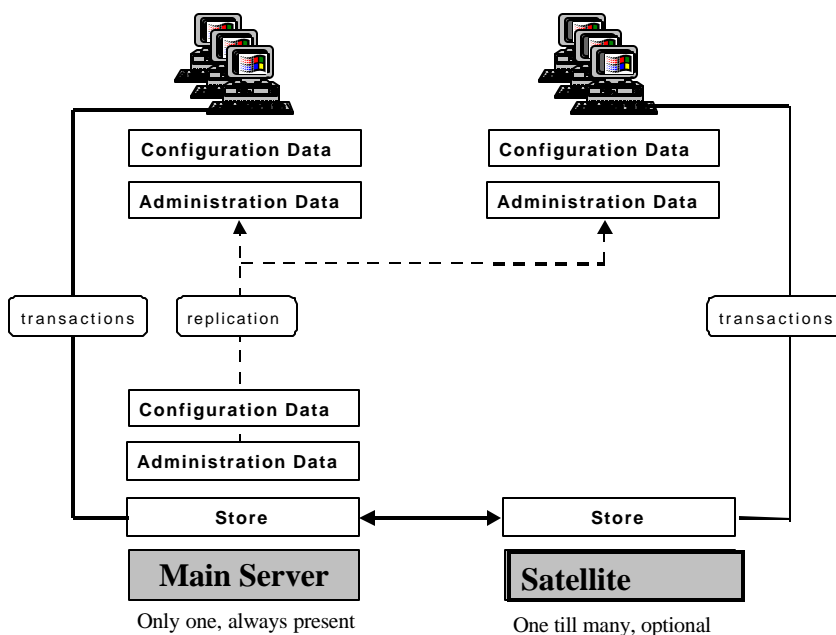 Configuration Data
Configuration Data
Administration Data
Administration Data
transactions
replication
transactions
Configuration Data
Administration Data
Store
Store
Main Server
Satellite
Only one, always present
One till many, optional